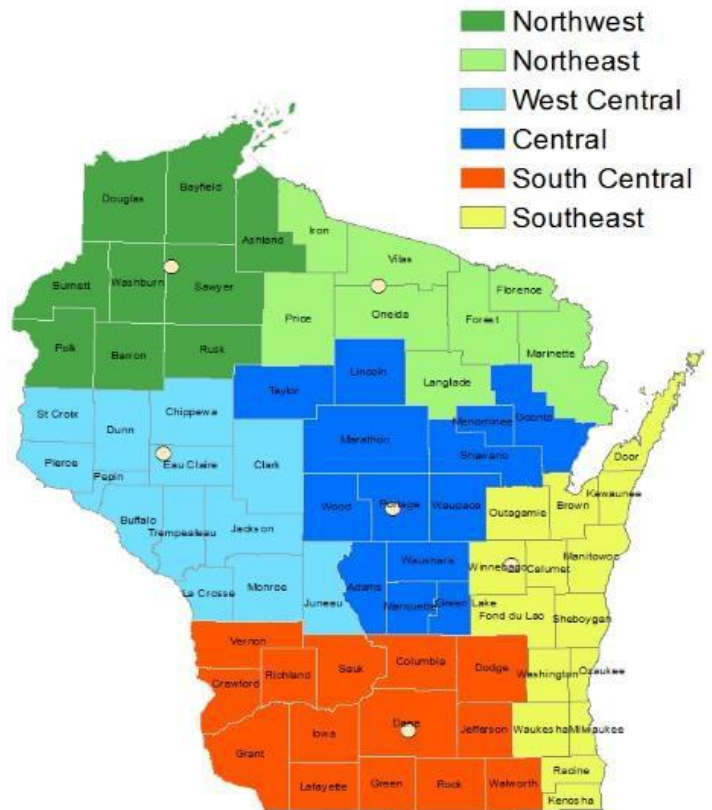 Northwest
Northeast
West Central
Central
South Central
Southeast
Douglas
Bayfield
Ashland
Iron
Vilas
Burnett
Washburn
Sawyer
Florence
Price
Oneida
Forest
Marinette
Polk
Barron
Rusk
Taylor
Lincoln
Langlade
St Croix
Dunn
Chippewa
Menominee
Oconto
Marathon
Shawano
Door
Pierce
Pepin
Eau Claire
Clark
Kewaunee
Brown
Outagamie
Wood
Portage
Waupaca
Buffalo
Trempealeau
Jackson
Manitowoc
Waushara
Winnebago
Calumet
La Crosse
Monroe
Juneau
Adams
Marquette
Green Lake
Fond du Lac
Sheboygan
Vernon
Sauk
Columbia
Dodge
Washington
Ozaukee
Crawford
Richland
Iowa
Dane
Jefferson
Waukesha
Milwaukee
Grant
Racine
Lafayette
Green
Rock
Walworth
Kenosha